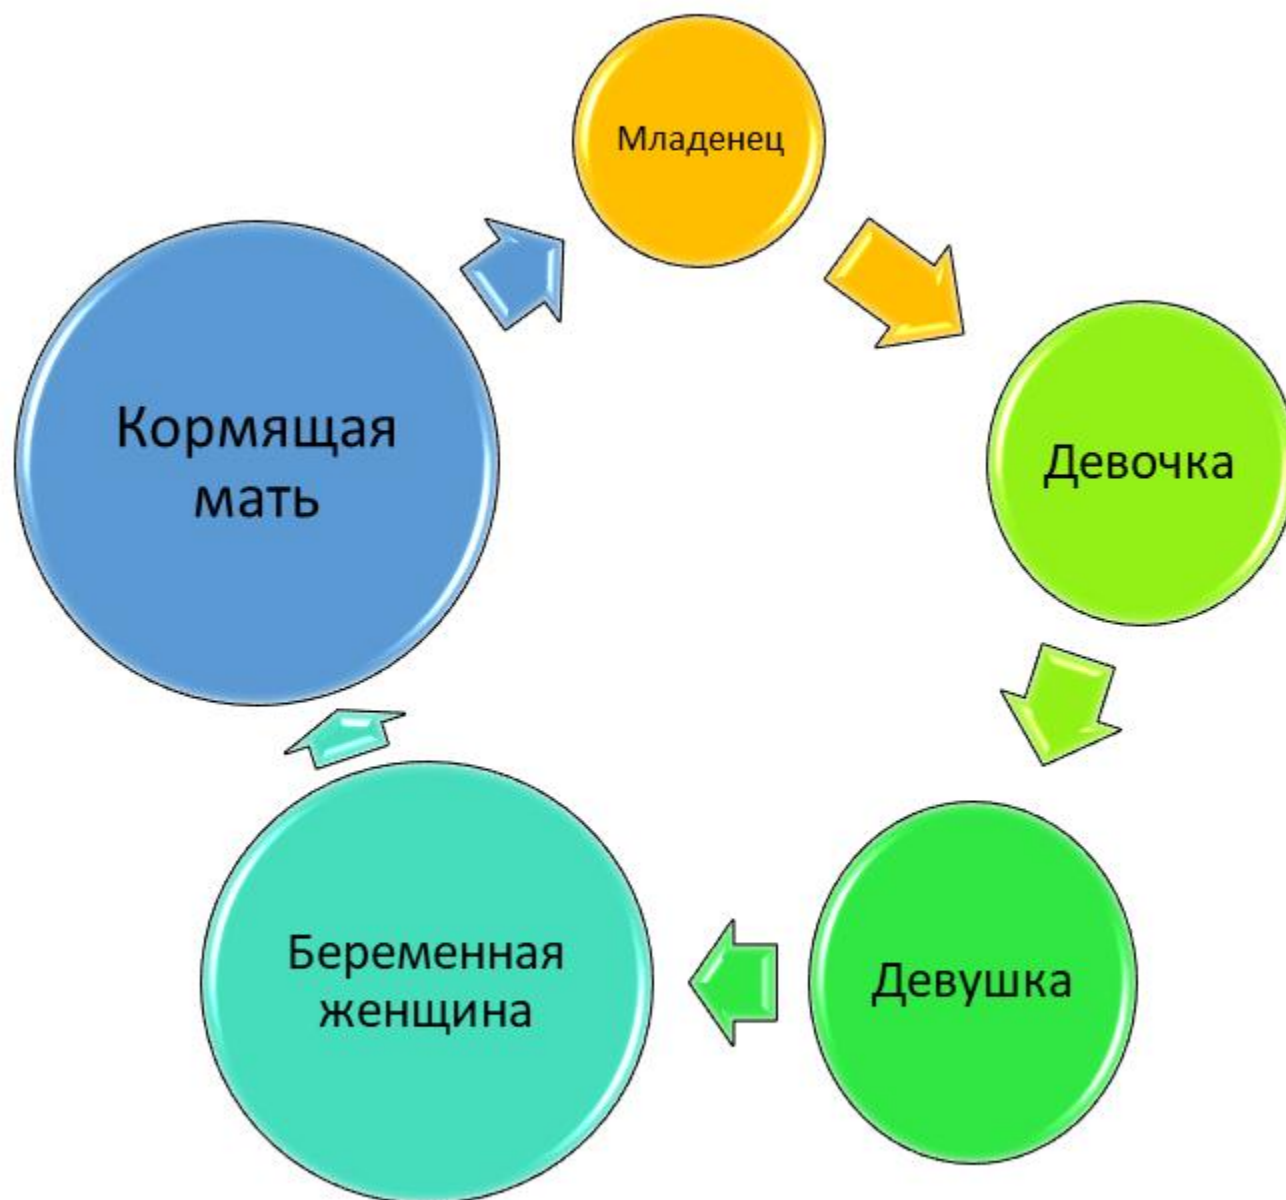 Младенец
Девочка
Девушка
Беременная
женщина
Кормящая
мать